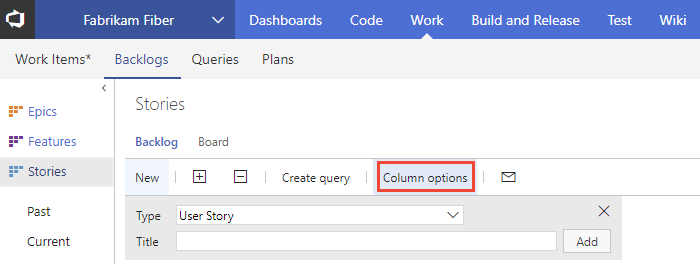 Fabrikam Fiber Dashboards Code Work Build and Release Test Wiki
Work Items* Backlogs Queries Plans
Epics
Features
Stories
Past
Current
Stories
Backlog Board
New Create query Column options
Type User Story
Title Add